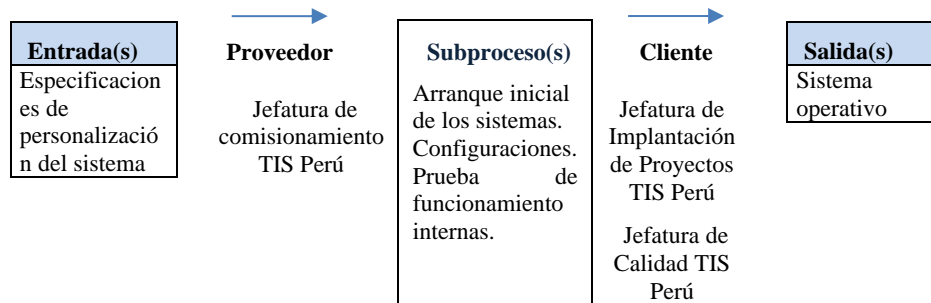 Entrada(s)
Especificacion
es de
personalizació
n del sistema
Proveedor
Jefatura de
comisionamiento
TIS Perú
Subproceso(s)
Arranque inicial
de los sistemas.
Configuraciones.
Prueba de
funcionamiento
internas.
Cliente
Jefatura de
Implantación
de Proyectos
TIS Perú
Jefatura de
Calidad TIS
Perú
Salida(s)
Sistema
operativo